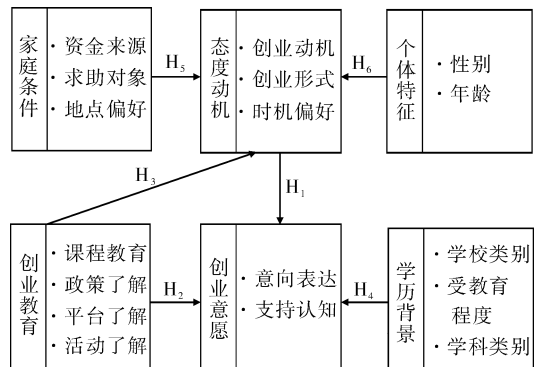 家庭条件
· 资金来源
· 求助对象
· 地点偏好
H5
态度动机
· 创业动机
· 创业形式
· 时机偏好
H6
个体特征
· 性别
· 年龄
H3
H1
创业教育
· 课程教育
· 政策了解
· 平台了解
· 活动了解
H2
创业意愿
· 意向表达
· 支持认知
H4
学历背景
· 学校类别
· 受教育
程度
· 学科类别